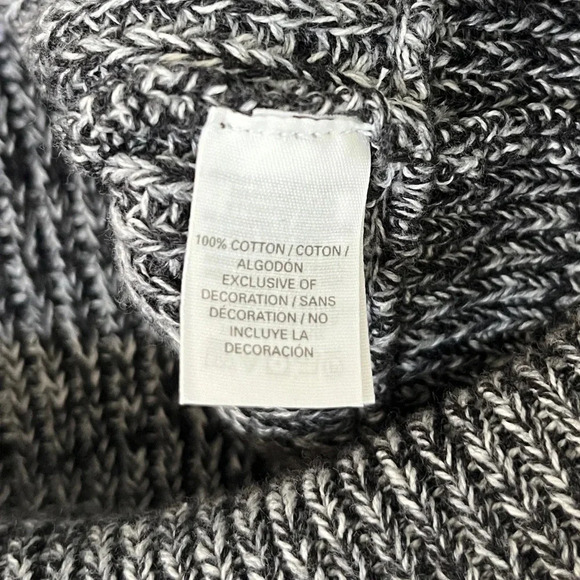 100% COTTON / COTON /
ALGODÓN
EXCLUSIVE OF
DECORATION / SANS
DÉCORATION / NO
INCLUYE LA
DECORACIÓN